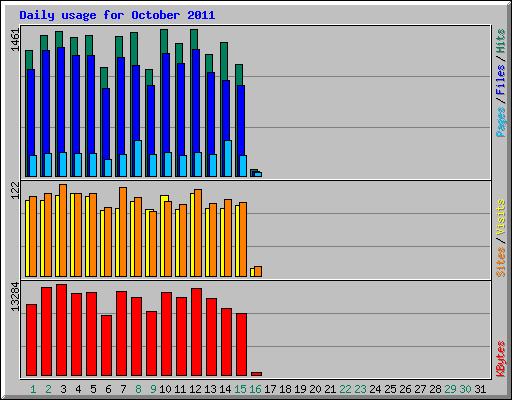 Daily usage for October 2011
1461
Pages / Files / Hits
122
Sites / Visits
13284
KBytes
1 2 3 4 5 6 7 8 9 10 11 12 13 14 15 16 17 18 19 20 21 22 23 24 25 26 27 28 29 30 31